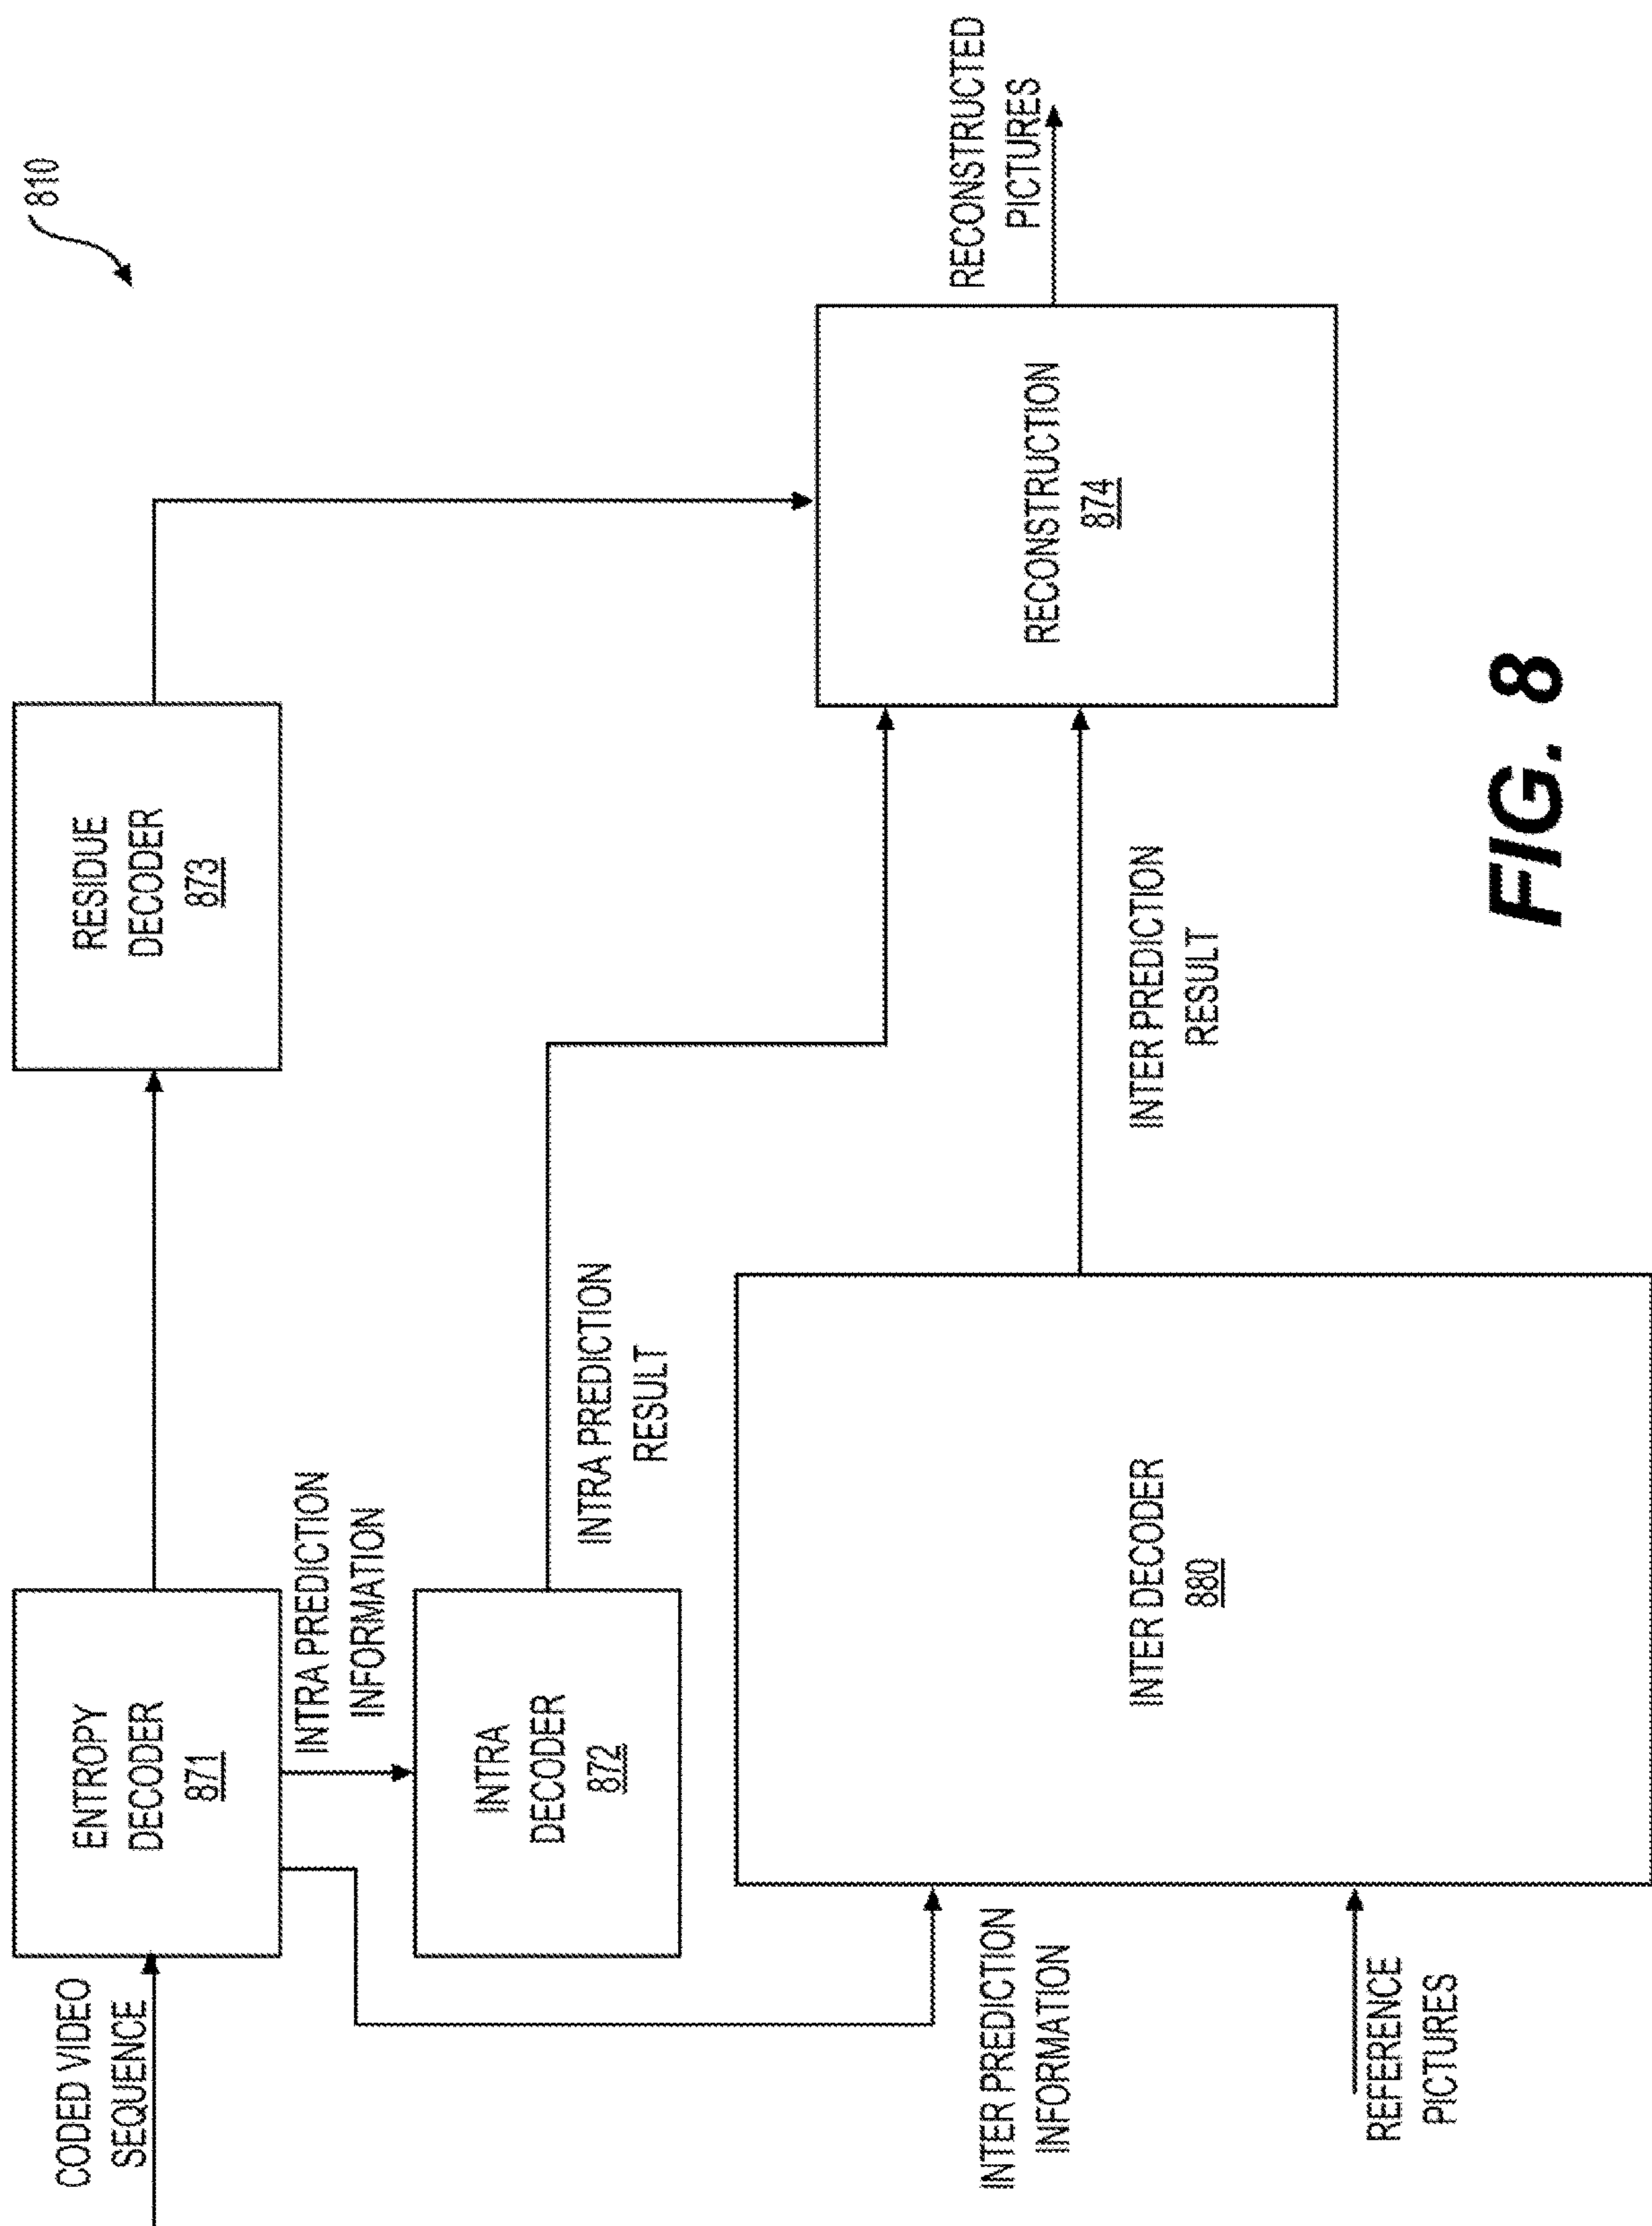 810
CODED VIDEO
SEQUENCE
ENTROPY
DECODER
871
RESIDUE
DECODER
873
INTRA PREDICTION
INFORMATION
INTRA
DECODER
872
INTRA PREDICTION
RESULT
RECONSTRUCTED
PICTURES
RECONSTRUCTION
874
INTER PREDICTION
INFORMATION
INTER DECODER
880
INTER PREDICTION
RESULT
REFERENCE
PICTURES
FIG. 8